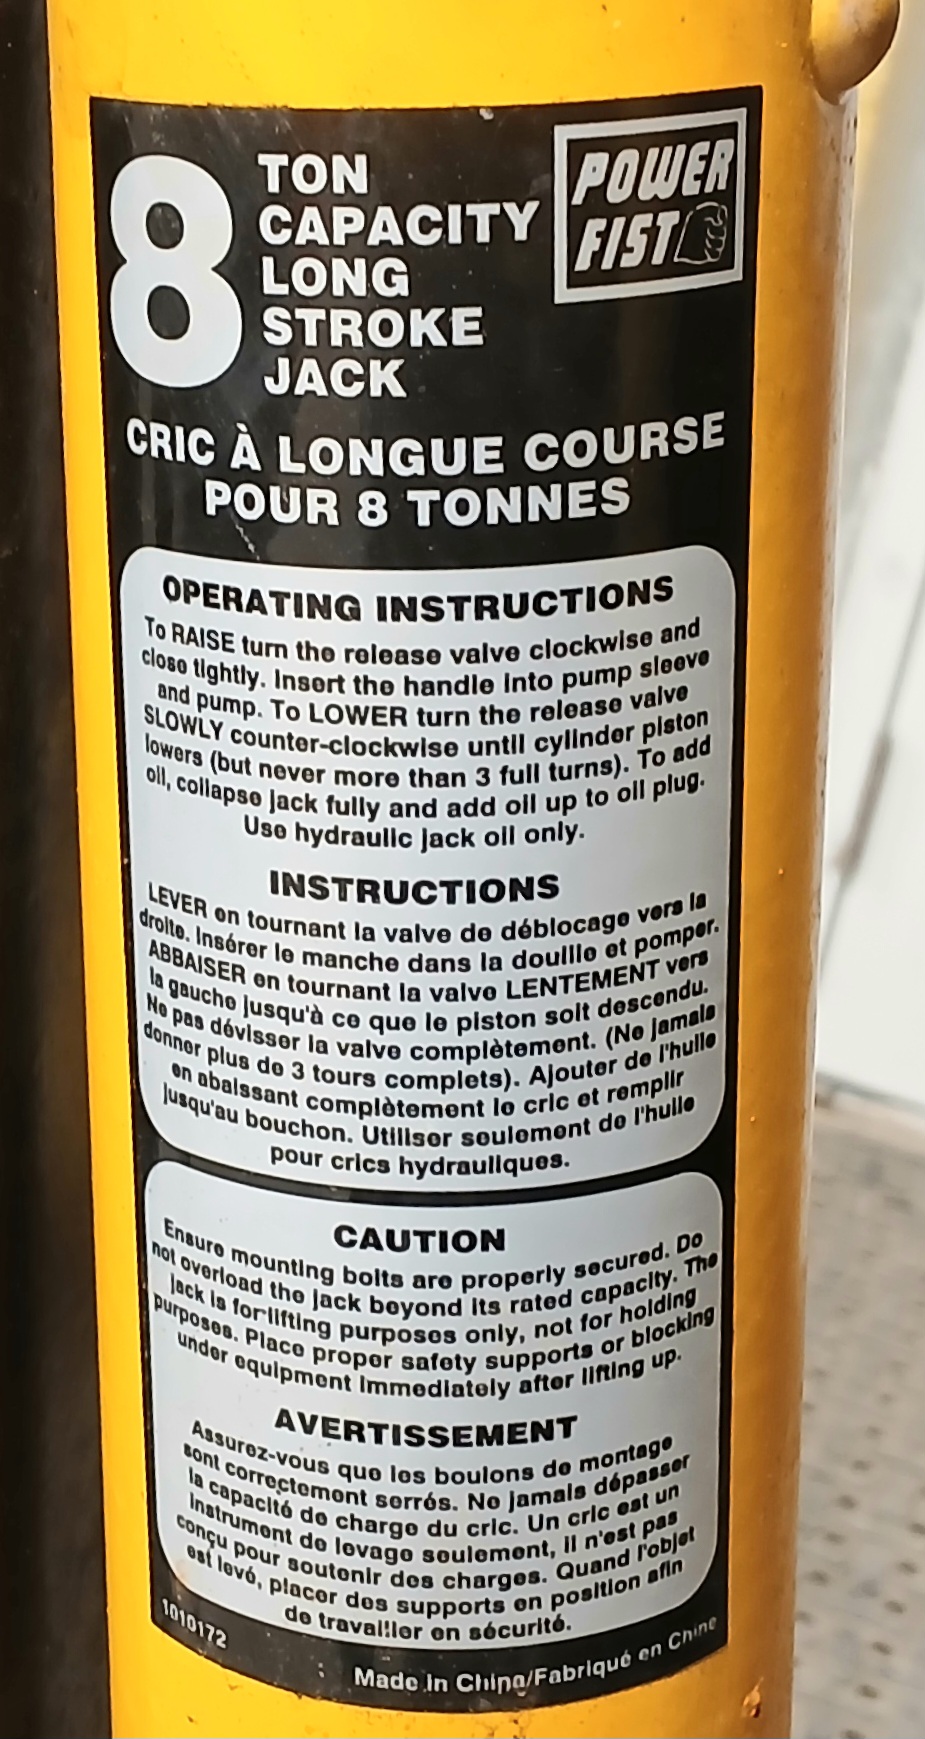 8
TON
CAPACITY
LONG
STROKE
JACK
POWER
FIST
CRIC À LONGUE COURSE
POUR 8 TONNES
OPERATING INSTRUCTIONS
To RAISE turn the release valve clockwise and
close tightly. Insert the handle into pump sleeve
and pump. To LOWER turn the release valve
SLOWLY counter-clockwise until cylinder piston
lowers (but never more than 3 full turns). To add
oil, collapse jack fully and add oil up to oil plug.
Use hydraulic jack oil only.
INSTRUCTIONS
LEVER en tournant la valve de déblocage vers la
droite. Insérer le manche dans la douille et pomper.
ABBAISER en tournant la valve LENTEMENT vers
la gauche jusqu'à ce que le piston soit descendu.
Ne pas dévisser la valve complètement. (Ne jamais
donner plus de 3 tours complets). Ajouter de l'huile
en abaissant complètement le cric et remplir
jusqu'au bouchon. Utiliser seulement de l'huile
pour crics hydrauliques.
CAUTION
Ensure mounting bolts are properly secured. Do
not overload the jack beyond its rated capacity. The
jack is for lifting purposes only, not for holding
purposes. Place proper safety supports or blocking
under equipment immediately after lifting up.
AVERTISSEMENT
Assurez-vous que les boulons de montage
sont correctement serrés. Ne jamais dépasser
la capacité de charge du cric. Un cric est un
instrument de levage seulement, il n'est pas
conçu pour soutenir des charges. Quand l'objet
est levé, placer des supports en position afin
de travailler en sécurité.
1010172
Made in China/Fabriqué en Chine